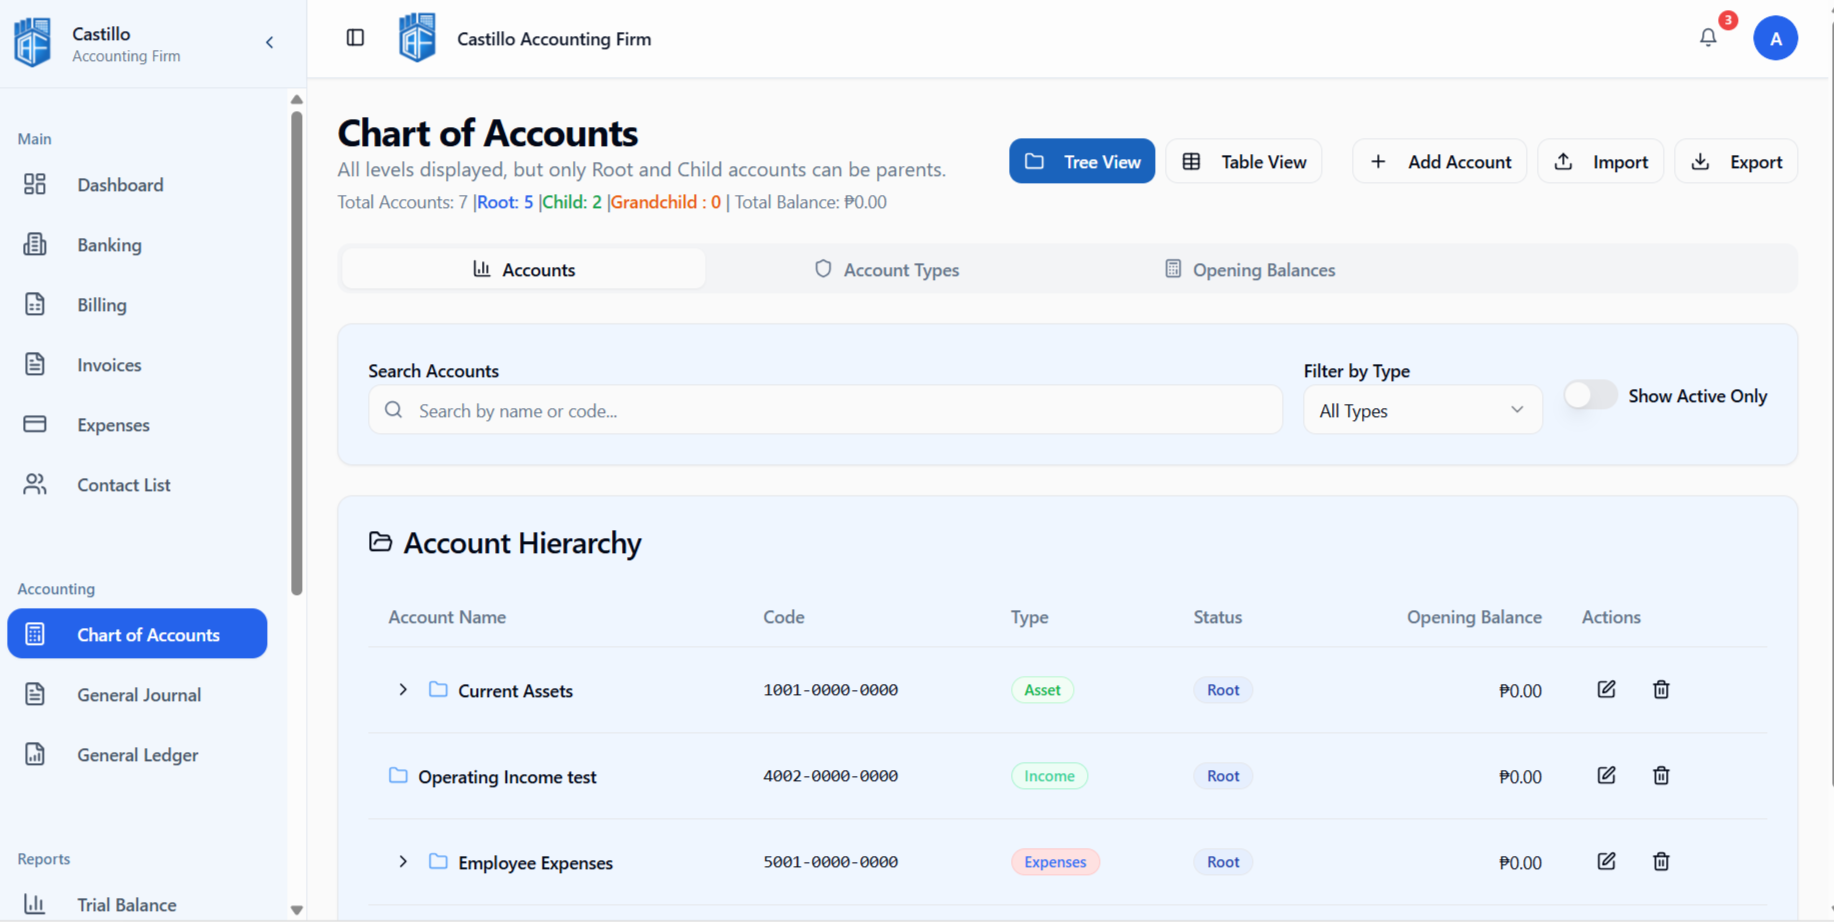 Castillo
Accounting Firm
Castillo Accounting Firm
3
A
Main
Dashboard
Banking
Billing
Invoices
Expenses
Contact List
Accounting
Chart of Accounts
General Journal
General Ledger
Reports
Trial Balance
Chart of Accounts
All levels displayed, but only Root and Child accounts can be parents.
Total Accounts: 7 |Root: 5 |Child: 2 |Grandchild : 0 | Total Balance: ₱0.00
Tree View
Table View
Add Account
Import
Export
Accounts
Account Types
Opening Balances
Search Accounts
Search by name or code...
Filter by Type
All Types
Show Active Only
Account Hierarchy
Account Name Code Type Status Opening Balance Actions
Current Assets 1001-0000-0000 Asset Root ₱0.00
Operating Income test 4002-0000-0000 Income Root ₱0.00
Employee Expenses 5001-0000-0000 Expenses Root ₱0.00